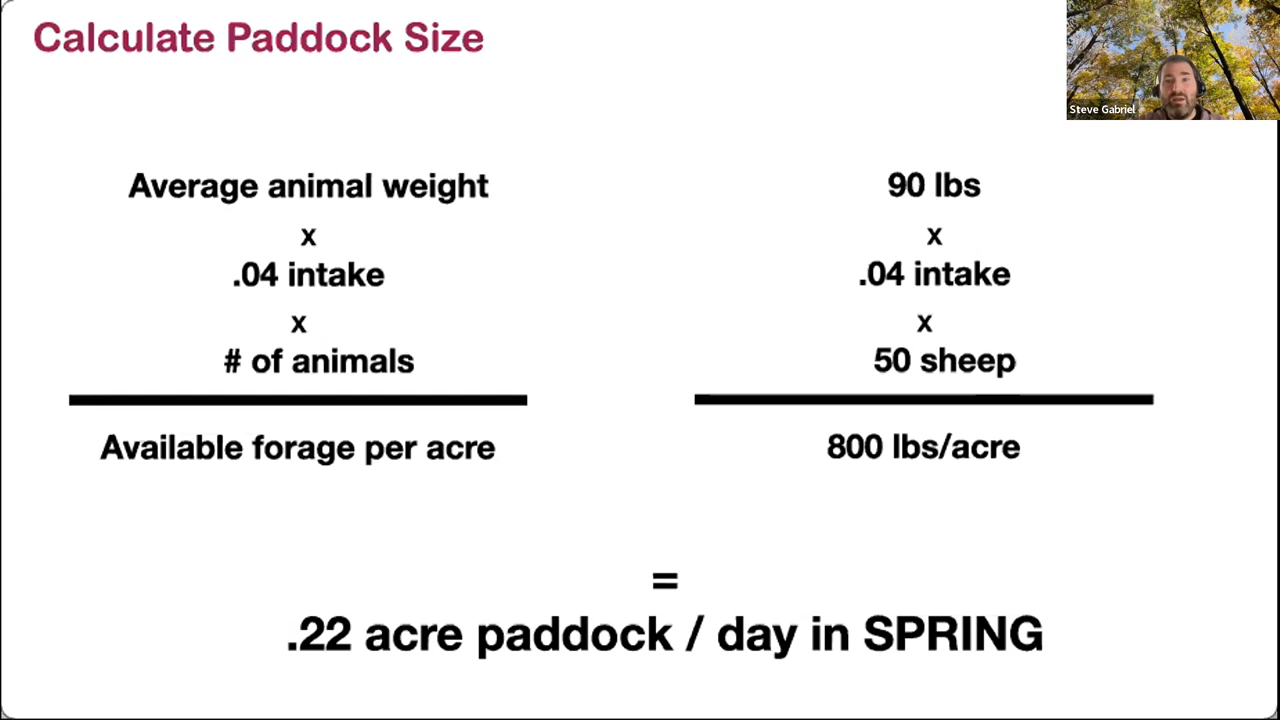 Calculate Paddock Size
Steve Gabriel
Average animal weight
x
.04 intake
x
# of animals
Available forage per acre
90 lbs
x
.04 intake
x
50 sheep
800 lbs/acre
=
.22 acre paddock / day in SPRING